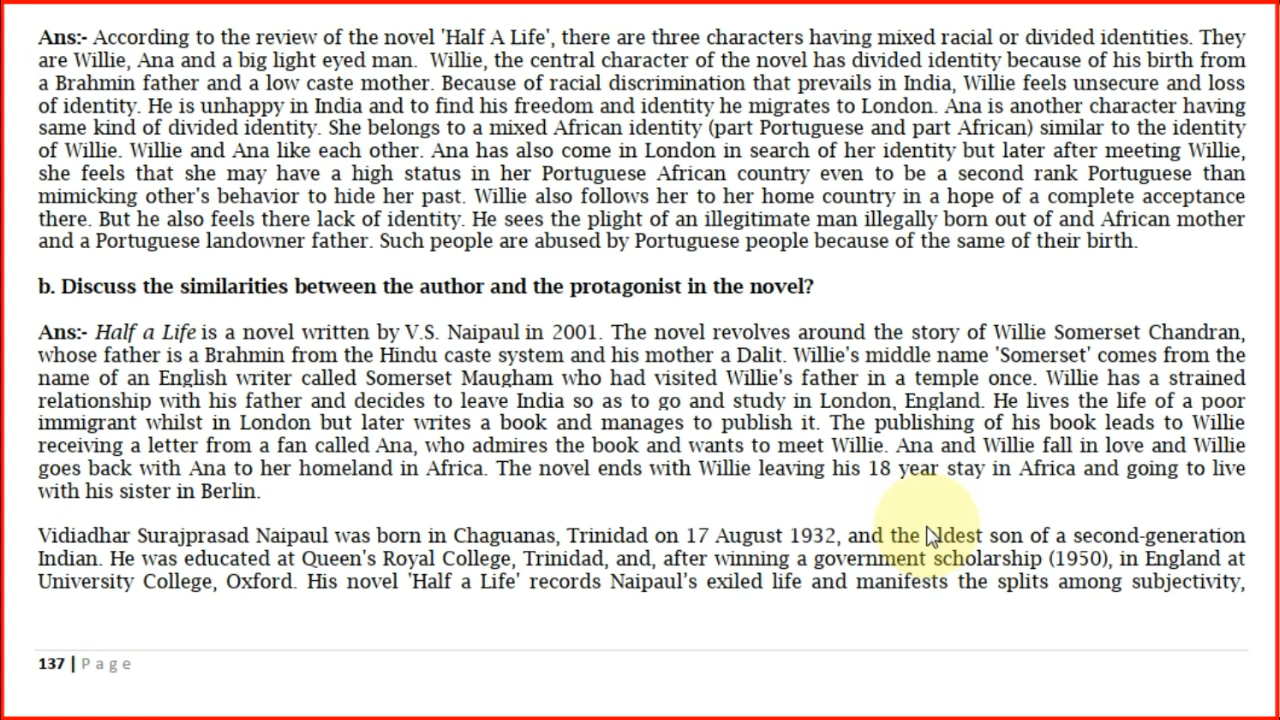 Ans:- According to the review of the novel 'Half A Life', there are three characters having mixed racial or divided identities. They
are Willie, Ana and a big light eyed man. Willie, the central character of the novel has divided identity because of his birth from
a Brahmin father and a low caste mother. Because of racial discrimination that prevails in India, Willie feels unsecure and loss
of identity. He is unhappy in India and to find his freedom and identity he migrates to London. Ana is another character having
same kind of divided identity. She belongs to a mixed African identity (part Portuguese and part African) similar to the identity
of Willie. Willie and Ana like each other. Ana has also come in London in search of her identity but later after meeting Willie,
she feels that she may have a high status in her Portuguese African country even to be a second rank Portuguese than
mimicking other's behavior to hide her past. Willie also follows her to her home country in a hope of a complete acceptance
there. But he also feels there lack of identity. He sees the plight of an illegitimate man illegally born out of and African mother
and a Portuguese landowner father. Such people are abused by Portuguese people because of the same of their birth.
b. Discuss the similarities between the author and the protagonist in the novel?
Ans:- Half a Life is a novel written by V.S. Naipaul in 2001. The novel revolves around the story of Willie Somerset Chandran,
whose father is a Brahmin from the Hindu caste system and his mother a Dalit. Willie's middle name 'Somerset' comes from the
name of an English writer called Somerset Maugham who had visited Willie's father in a temple once. Willie has a strained
relationship with his father and decides to leave India so as to go and study in London, England. He lives the life of a poor
immigrant whilst in London but later writes a book and manages to publish it. The publishing of his book leads to Willie
receiving a letter from a fan called Ana, who admires the book and wants to meet Willie. Ana and Willie fall in love and Willie
goes back with Ana to her homeland in Africa. The novel ends with Willie leaving his 18 year stay in Africa and going to live
with his sister in Berlin.
Vidiadhar Surajprasad Naipaul was born in Chaguanas, Trinidad on 17 August 1932, and the eldest son of a second-generation
Indian. He was educated at Queen's Royal College, Trinidad, and, after winning a government scholarship (1950), in England at
University College, Oxford. His novel 'Half a Life' records Naipaul's exiled life and manifests the splits among subjectivity,
137 | Page